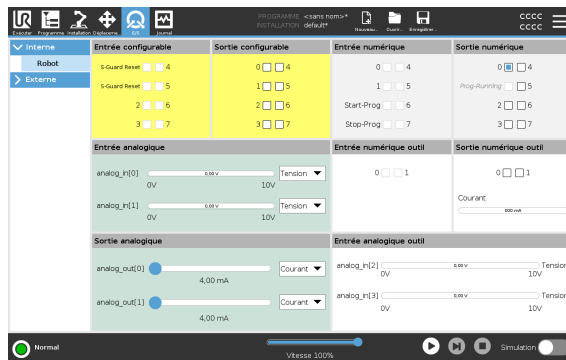 PROGRAMME <sans nom>*
INSTALLATION default*
Exécuter Programme Installation Déplaceme... E/S Journal
Nouveau... Ouvrir... Enregistrer...
CCCC
CCCC
Interne
Robot
Externe
Entrée configurable
S-Guard Reset 4
S-Guard Reset 5
2 6
3 7
Sortie configurable
0 4
1 5
2 6
3 7
Entrée numérique
0 4
1 5
Start-Prog 6
Stop-Prog 7
Sortie numérique
0 4
Prog-Running 5
2 6
3 7
Entrée analogique
analog_in[0] 0,00 V Tension
0V 10V
analog_in[1] 0,00 V Tension
0V 10V
Entrée numérique outil
0 1
Sortie numérique outil
0 1
Courant
000 mA
Sortie analogique
analog_out[0] Courant
4,00 mA
analog_out[1] Courant
4,00 mA
Entrée analogique outil
analog_in[2] 0,00 V Tension
0V 10V
analog_in[3] 0,00 V Tension
0V 10V
Normal
Vitesse 100%
Simulation